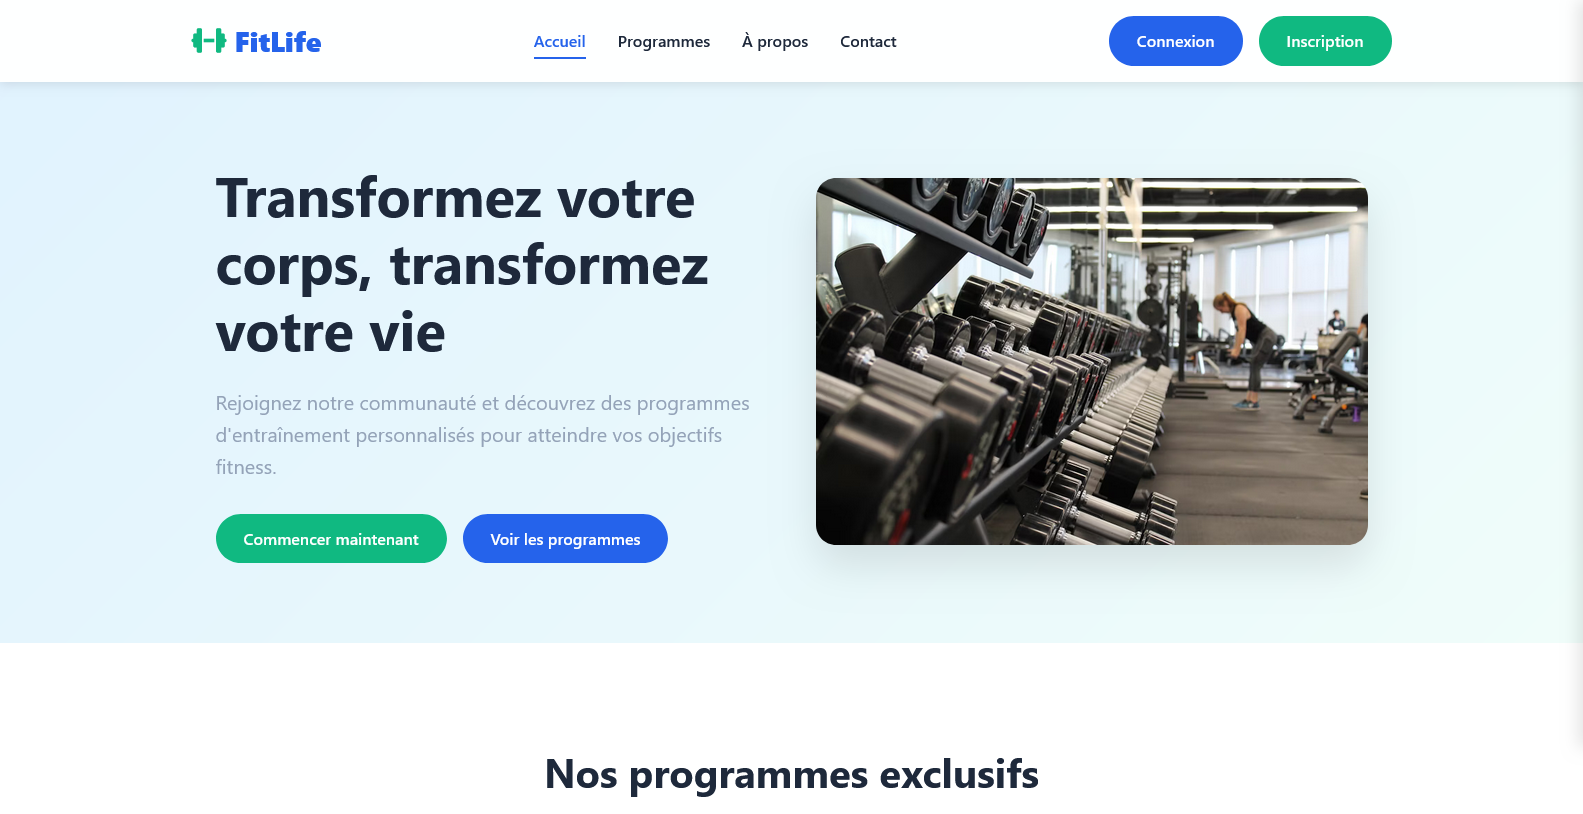 FitLife
Accueil
Programmes
À propos
Contact
Connexion
Inscription
Transformez votre
corps, transformez
votre vie
Rejoignez notre communauté et découvrez des programmes
d'entraînement personnalisés pour atteindre vos objectifs
fitness.
Commencer maintenant
Voir les programmes
Nos programmes exclusifs